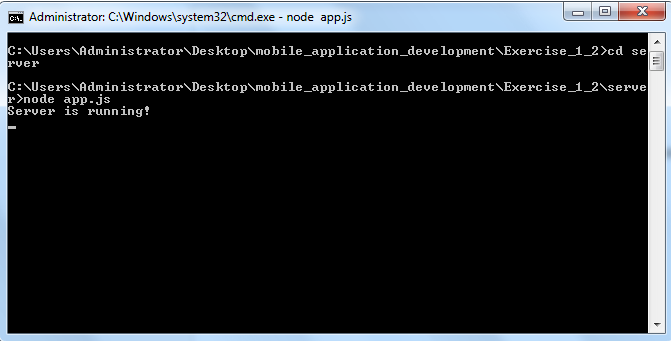 Administrator: C:\Windows\system32\cmd.exe - node  app.js
C:\Users\Administrator\Desktop\mobile_application_development\Exercise_1_2>cd se
rver
C:\Users\Administrator\Desktop\mobile_application_development\Exercise_1_2\serve
r>node app.js
Server is running!